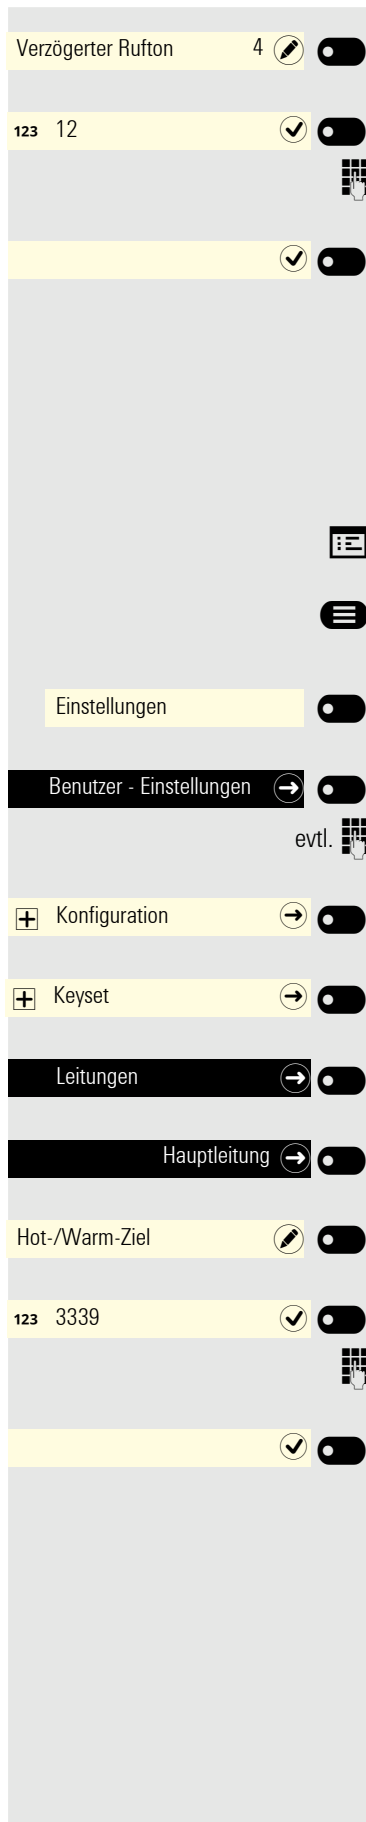 Verzögerter Rufton 4
123 12
Einstellungen
Benutzer - Einstellungen
evtl.
Konfiguration
Keyset
Leitungen
Hauptleitung
Hot-/Warm-Ziel
123 3339